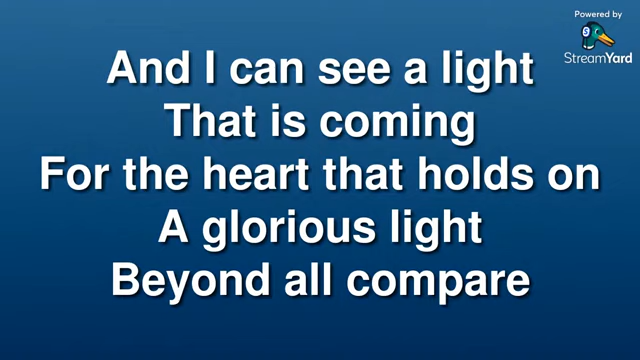 Powered by
StreamYard
And I can see a light
That is coming
For the heart that holds on
A glorious light
Beyond all compare